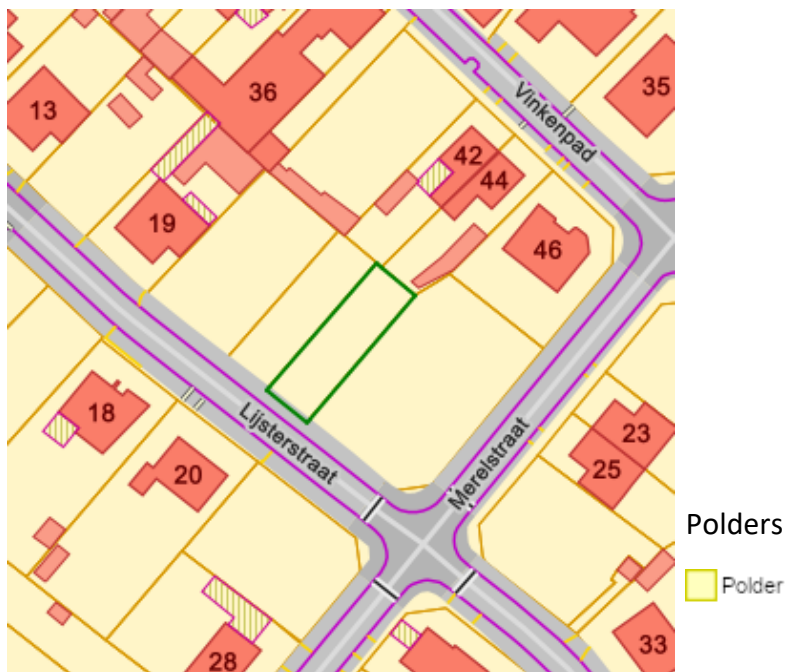 36
35
13
Vinkenpad
42
44
19
46
18
Lijsterstraat
Merelstraat
23
25
20
Polders
Polder
33
28